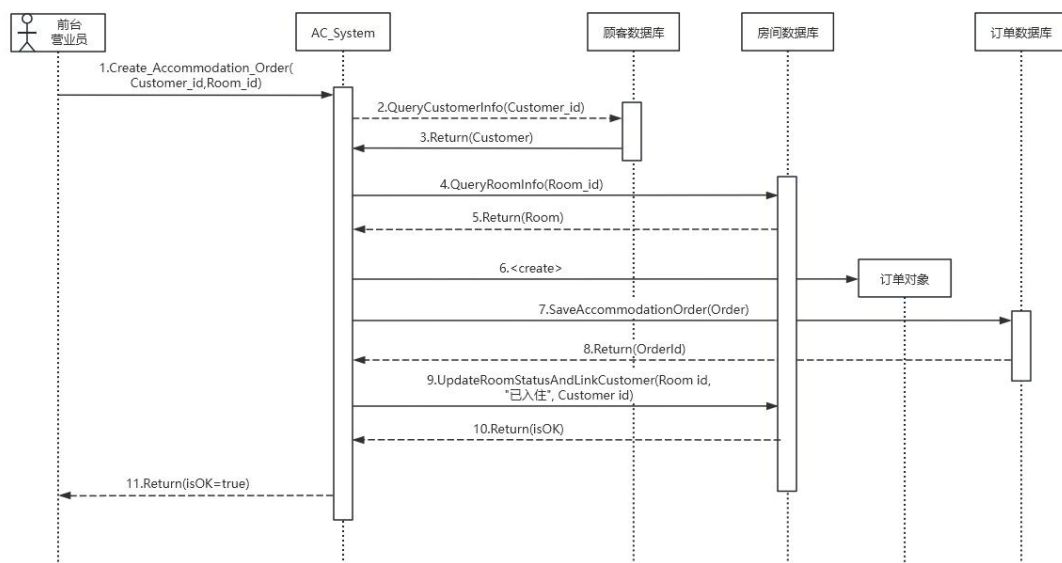 前台
营业员
AC_System
顾客数据库
房间数据库
订单数据库
1.Create_Accommodation_Order(
Customer_id,Room_id)
2.QueryCustomerInfo(Customer_id)
3.Return(Customer)
4.QueryRoomInfo(Room_id)
5.Return(Room)
6.<create>
订单对象
7.SaveAccommodationOrder(Order)
8.Return(OrderId)
9.UpdateRoomStatusAndLinkCustomer(Room id,
"已入住", Customer id)
10.Return(isOK)
11.Return(isOK=true)